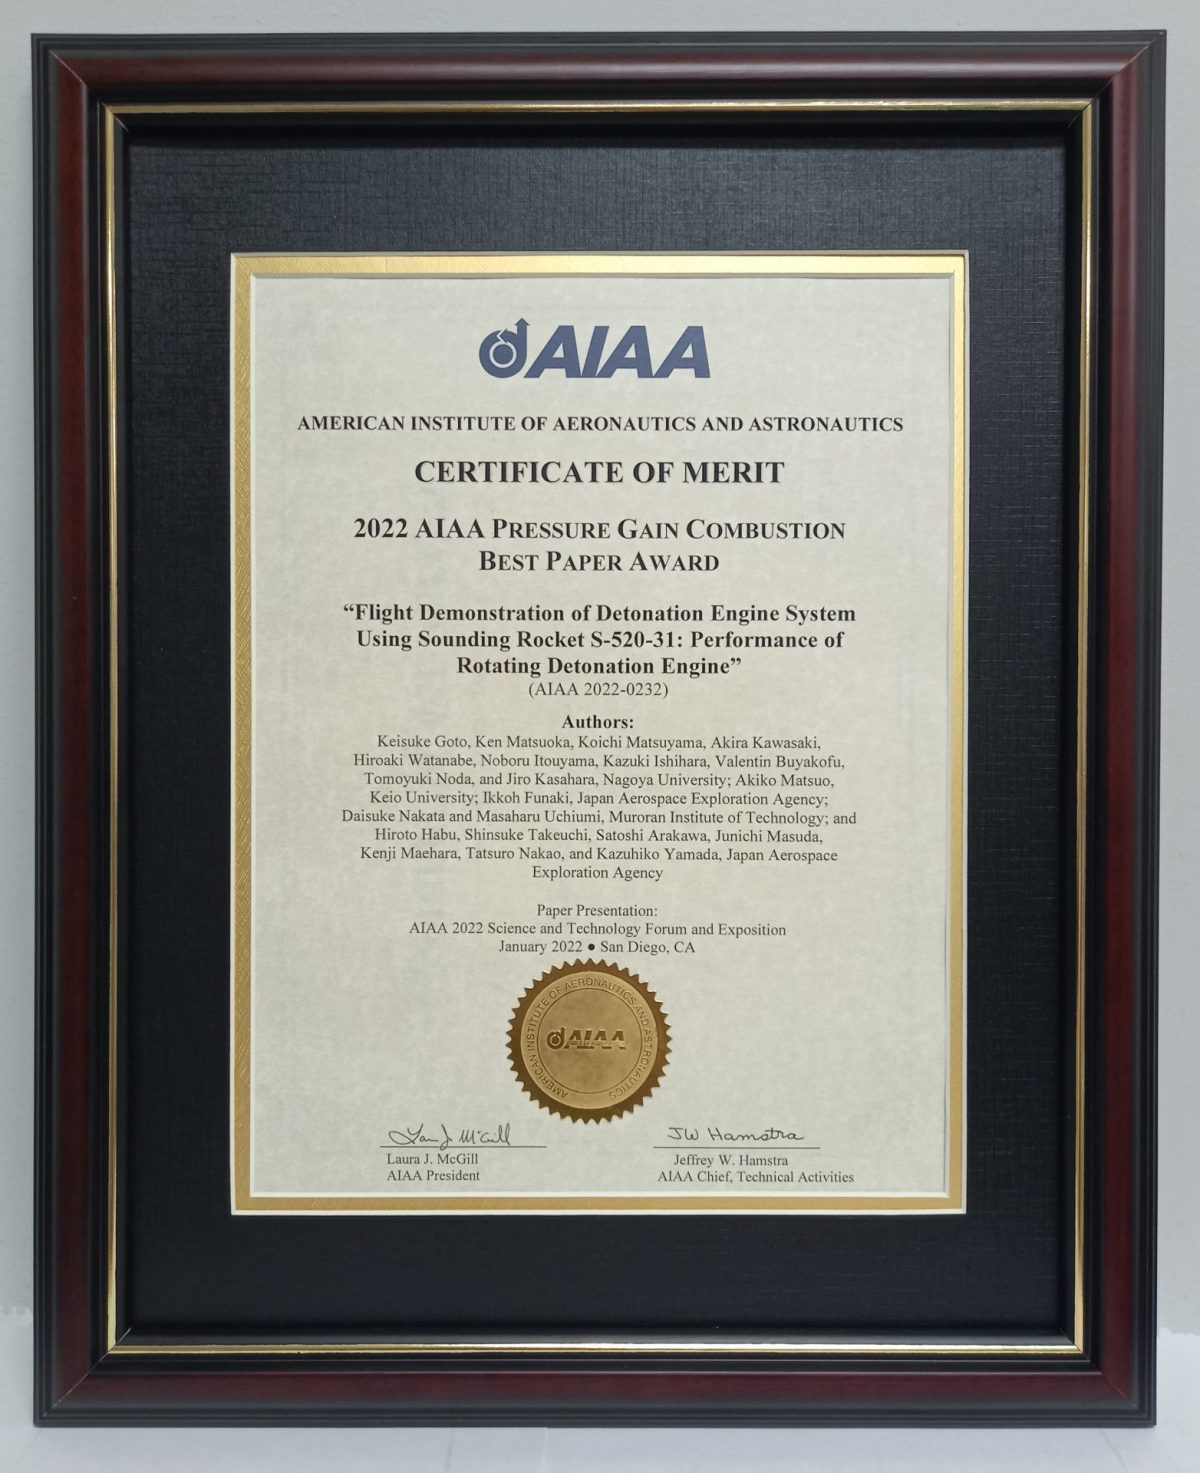 AIAA
AMERICAN INSTITUTE OF AERONAUTICS AND ASTRONAUTICS
CERTIFICATE OF MERIT
2022 AIAA PRESSURE GAIN COMBUSTION
BEST PAPER AWARD
“Flight Demonstration of Detonation Engine System
Using Sounding Rocket S-520-31: Performance of
Rotating Detonation Engine”
(AIAA 2022-0232)
Authors:
Keisuke Goto, Ken Matsuoka, Koichi Matsuyama, Akira Kawasaki,
Hiroaki Watanabe, Noboru Itouyama, Kazuki Ishihara, Valentin Buyakofu,
Tomoyuki Noda, and Jiro Kasahara, Nagoya University; Akiko Matsuo,
Keio University; Ikkoh Funaki, Japan Aerospace Exploration Agency;
Daisuke Nakata and Masaharu Uchiumi, Muroran Institute of Technology; and
Hiroto Habu, Shinsuke Takeuchi, Satoshi Arakawa, Junichi Masuda,
Kenji Maehara, Tatsuro Nakao, and Kazuhiko Yamada, Japan Aerospace
Exploration Agency
Paper Presentation:
AIAA 2022 Science and Technology Forum and Exposition
January 2022 ● San Diego, CA
AMERICAN INSTITUTE OF AERONAUTICS AND ASTRONAUTICS
AIAA
Laura J. McGill
JW Hamstra
Laura J. McGill
AIAA President
Jeffrey W. Hamstra
AIAA Chief, Technical Activities